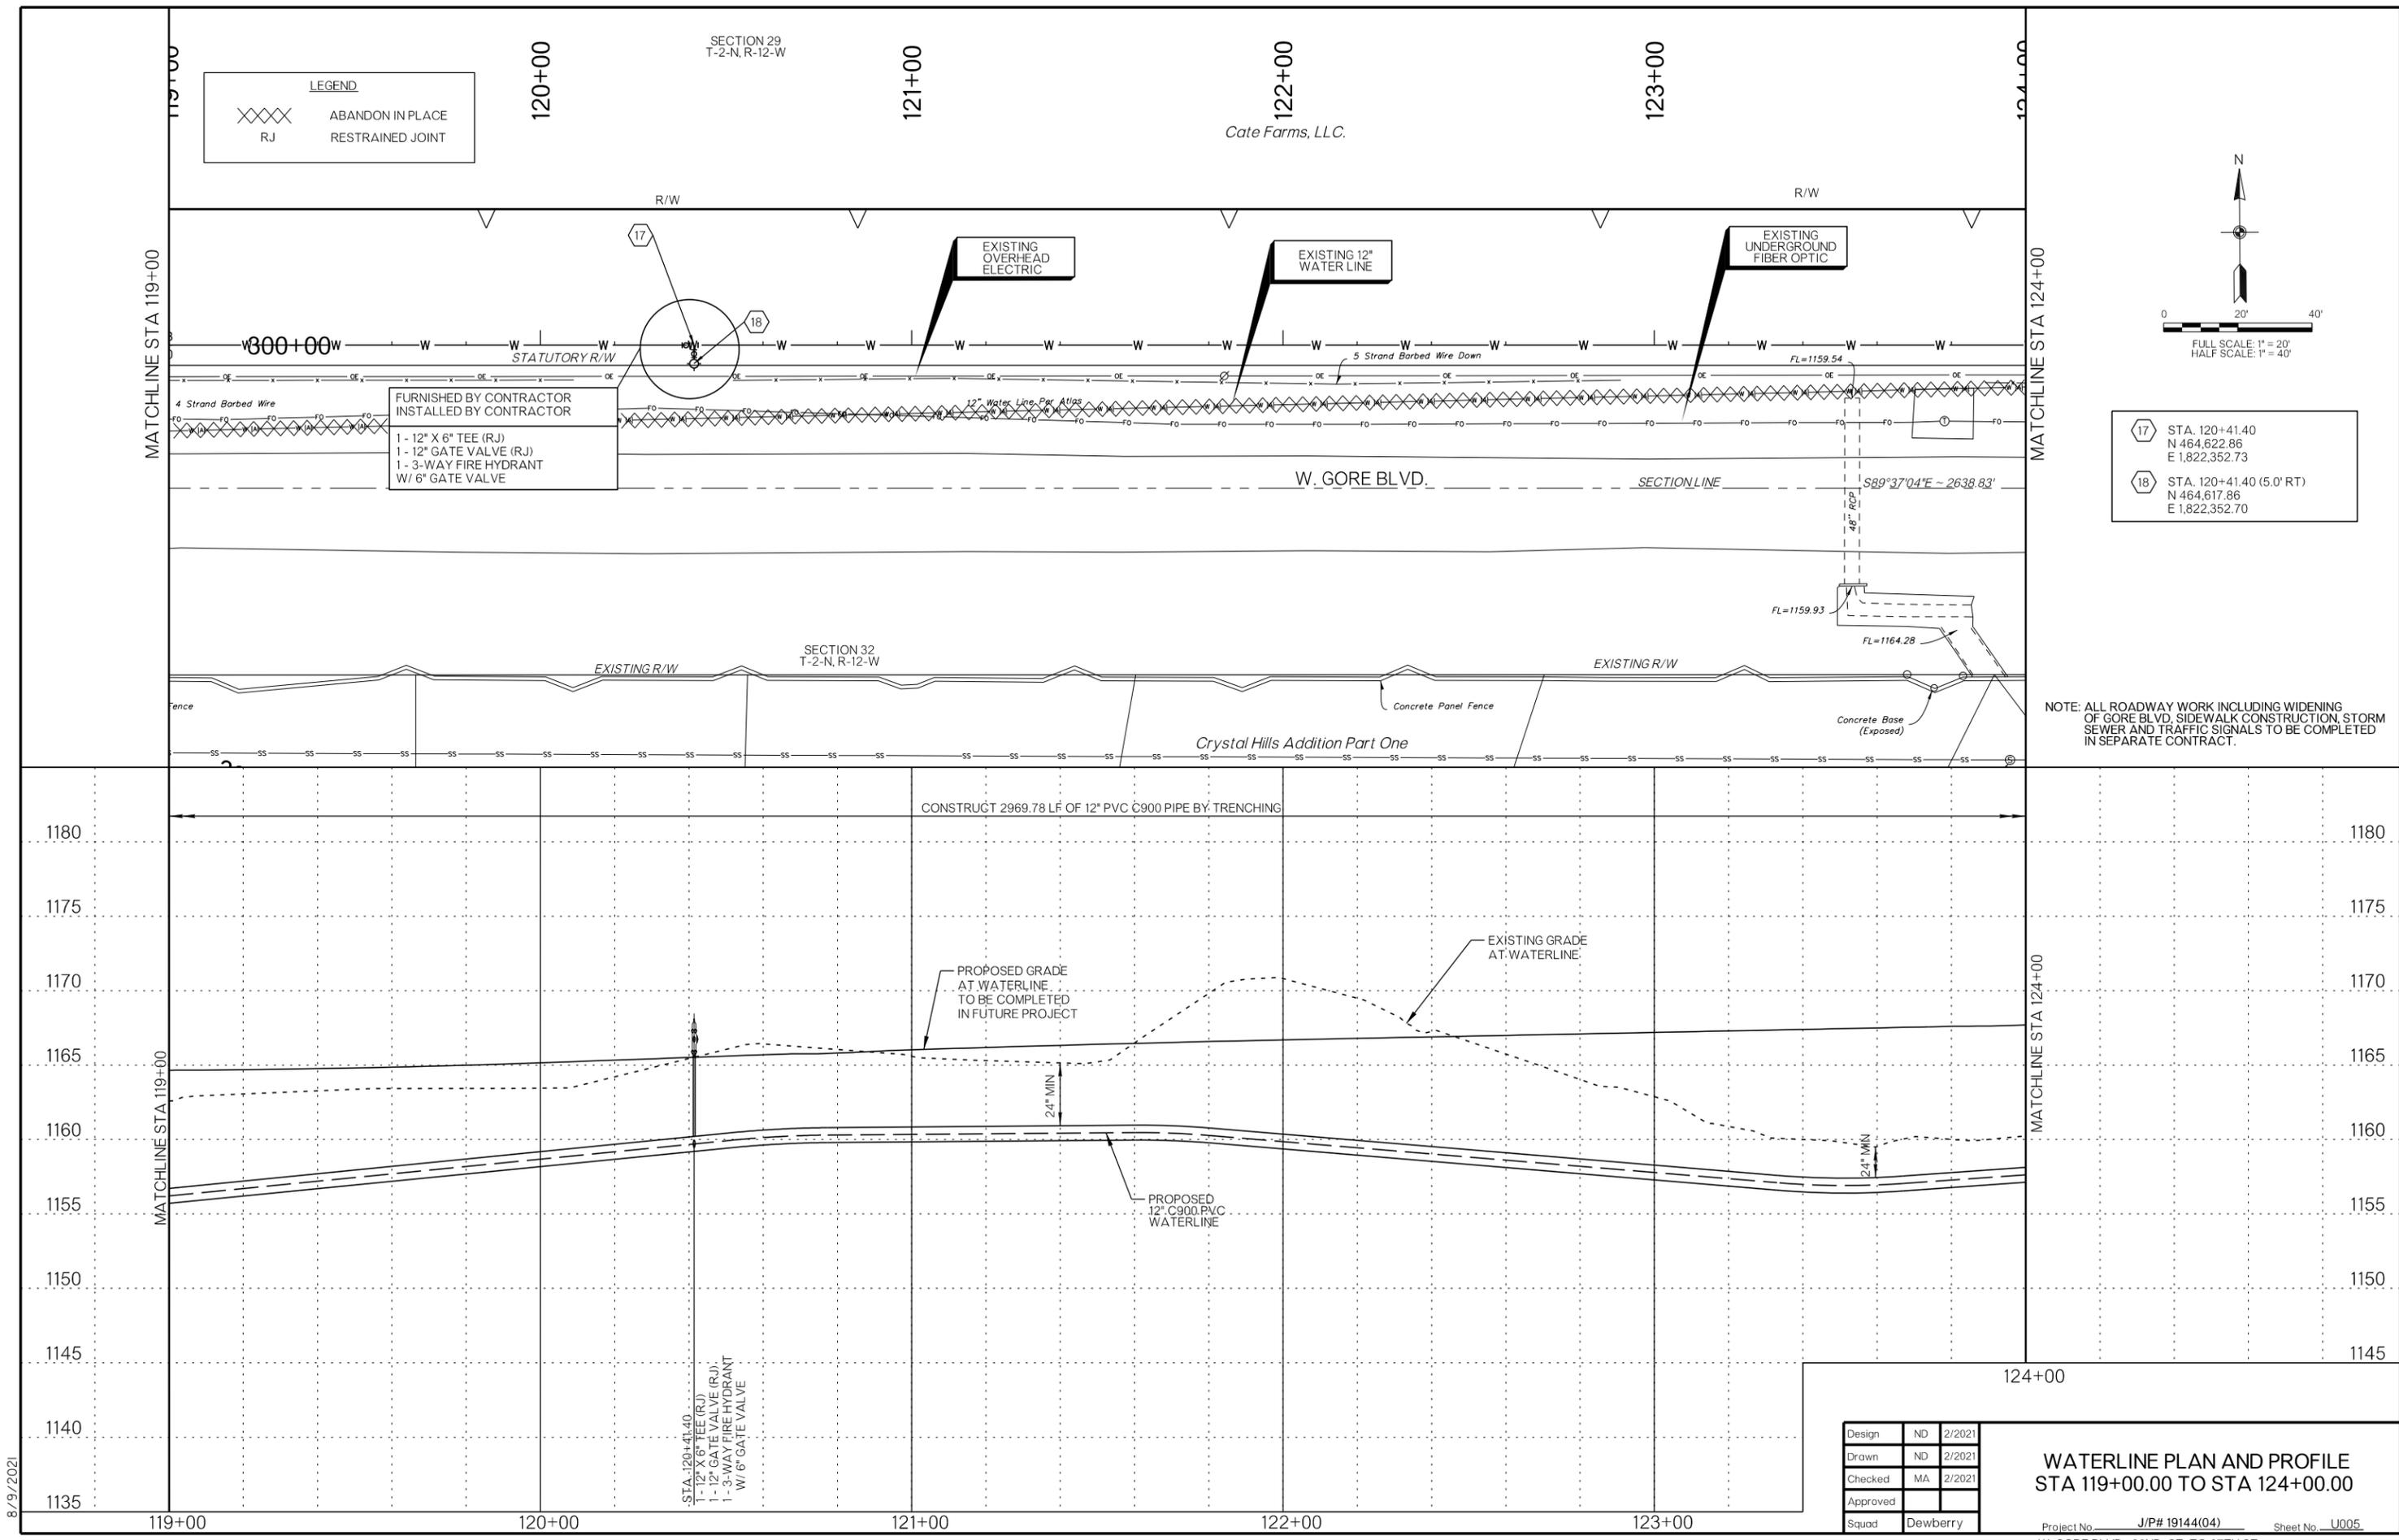 SECTION 29
T-2-N, R-12-W
119+00
120+00
121+00
122+00
123+00
124+00
LEGEND
ABANDON IN PLACE
RJ RESTRAINED JOINT
Cate Farms, LLC.
R/W
R/W
MATCHLINE STA 119+00
MATCHLINE STA 124+00
17
18
EXISTING
OVERHEAD
ELECTRIC
EXISTING 12"
WATER LINE
EXISTING
UNDERGROUND
FIBER OPTIC
300+00
STATUTORY R/W
5 Strand Barbed Wire Down
FL=1159.54
4 Strand Barbed Wire
12" Water Line Per Atlas
FURNISHED BY CONTRACTOR
INSTALLED BY CONTRACTOR
1 - 12" X 6" TEE (RJ)
1 - 12" GATE VALVE (RJ)
1 - 3-WAY FIRE HYDRANT
W/ 6" GATE VALVE
W. GORE BLVD.
SECTION LINE
S89°37'04"E ~ 2638.83'
48" RCP
FL=1159.93
FL=1164.28
SECTION 32
T-2-N, R-12-W
EXISTING R/W
EXISTING R/W
Fence
Concrete Panel Fence
Concrete Base
(Exposed)
Crystal Hills Addition Part One
N
0 20' 40'
FULL SCALE: 1" = 20'
HALF SCALE: 1" = 40'
17 STA. 120+41.40
N 464,622.86
E 1,822,352.73
18 STA. 120+41.40 (5.0' RT)
N 464,617.86
E 1,822,352.70
NOTE: ALL ROADWAY WORK INCLUDING WIDENING
OF GORE BLVD, SIDEWALK CONSTRUCTION, STORM
SEWER AND TRAFFIC SIGNALS TO BE COMPLETED
IN SEPARATE CONTRACT.
CONSTRUCT 2969.78 LF OF 12" PVC C900 PIPE BY TRENCHING
1180 1180
1175 1175
1170 1170
1165 1165
1160 1160
1155 1155
1150 1150
1145 1145
1140
1135
EXISTING GRADE
AT WATERLINE
PROPOSED GRADE
AT WATERLINE
TO BE COMPLETED
IN FUTURE PROJECT
24" MIN
24" MIN
MATCHLINE STA 119+00
MATCHLINE STA 124+00
PROPOSED
12" C900 PVC
WATERLINE
STA. 120+41.40
1 - 12" X 6" TEE (RJ)
1 - 12" GATE VALVE (RJ)
1 - 3-WAY FIRE HYDRANT
W/ 6" GATE VALVE
124+00
119+00 120+00 121+00 122+00 123+00
8/9/2021
Design ND 2/2021
Drawn ND 2/2021
Checked MA 2/2021
Approved
Squad Dewberry
WATERLINE PLAN AND PROFILE
STA 119+00.00 TO STA 124+00.00
Project No. J/P# 19144(04) Sheet No. U005